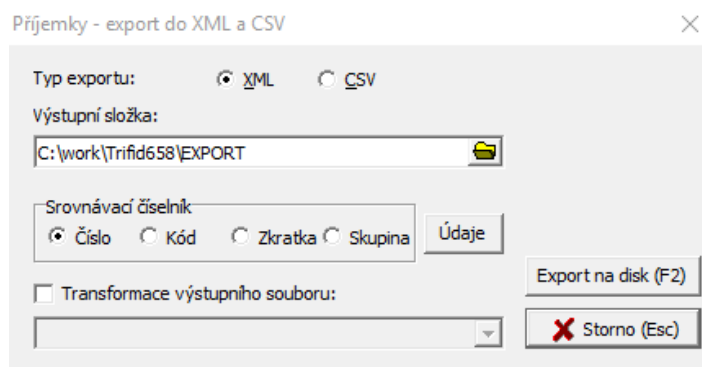 Příjemky - export do XML a CSV
Typ exportu: XML CSV
Výstupní složka:
C:\work\Trifid658\EXPORT
Srovnávací číselník
Číslo Kód Zkratka Skupina Údaje
Export na disk (F2)
Transformace výstupního souboru:
Storno (Esc)